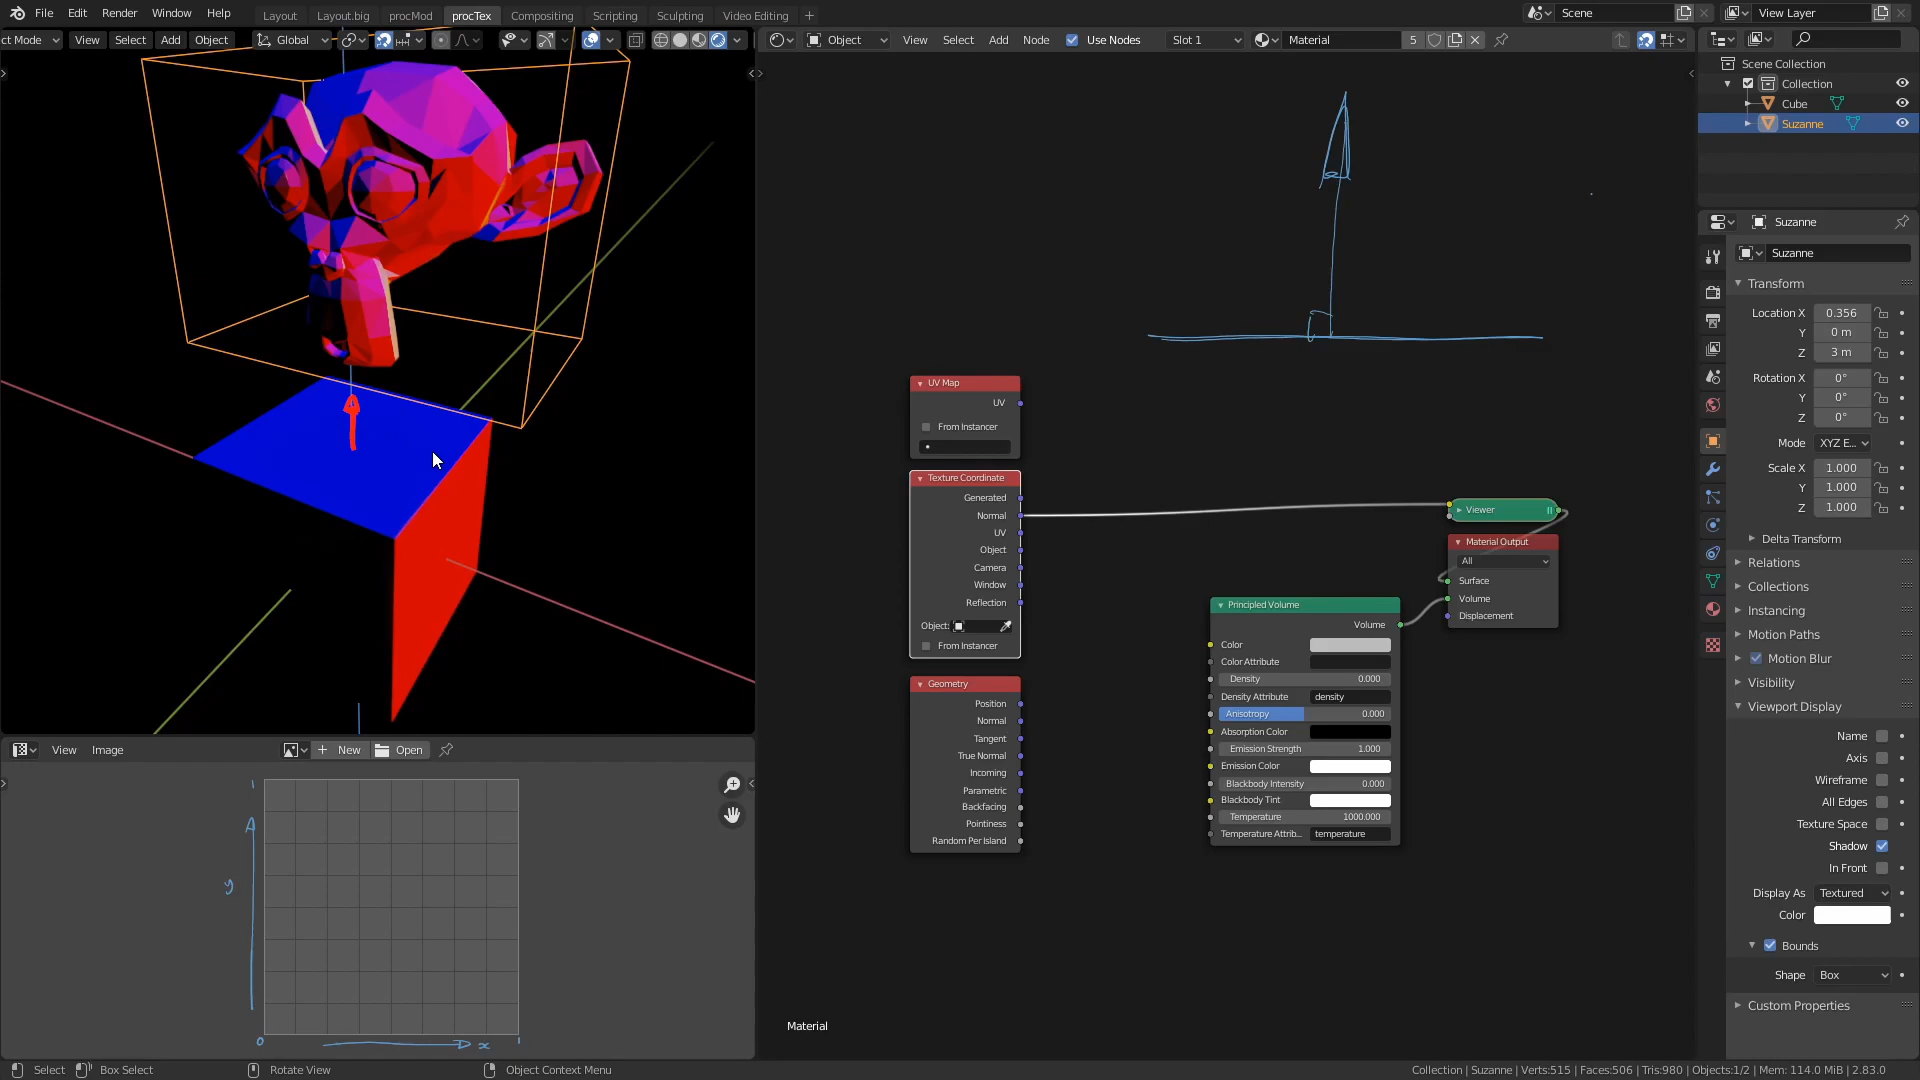 File Edit Render Window Help Layout Layout.big procMod procTex Compositing Scripting Sculpting Video Editing + Scene View Layer
ct Mode View Select Add Object Global Object View Select Add Node Use Nodes Slot 1 Material 5
Scene Collection
Collection
Cube
Suzanne
Suzanne
Suzanne
Transform
Location X 0.356
Y 0 m
Z 3 m
Rotation X 0°
Y 0°
Z 0°
Mode XYZ E...
Scale X 1.000
Y 1.000
Z 1.000
Delta Transform
Relations
Collections
Instancing
Motion Paths
Motion Blur
Visibility
Viewport Display
Name
Axis
Wireframe
All Edges
Texture Space
Shadow
In Front
Display As Textured
Color
Bounds
Shape Box
Custom Properties
UV Map
UV
From Instancer
Texture Coordinate
Generated
Normal
UV
Object
Camera
Window
Reflection
Object:
From Instancer
Geometry
Position
Normal
Tangent
True Normal
Incoming
Parametric
Backfacing
Pointiness
Random Per Island
Viewer
Material Output
All
Surface
Volume
Displacement
Principled Volume
Volume
Color
Color Attribute
Density 0.000
Density Attribute density
Anisotropy 0.000
Absorption Color
Emission Strength 1.000
Emission Color
Blackbody Intensity 0.000
Blackbody Tint
Temperature 1000.000
Temperature Attrib... temperature
Material
View Image + New Open
1
y
0 x 1
Select Box Select Rotate View Object Context Menu Collection | Suzanne | Verts:515 | Faces:506 | Tris:980 | Objects:1/2 | Mem: 114.0 MiB | 2.83.0